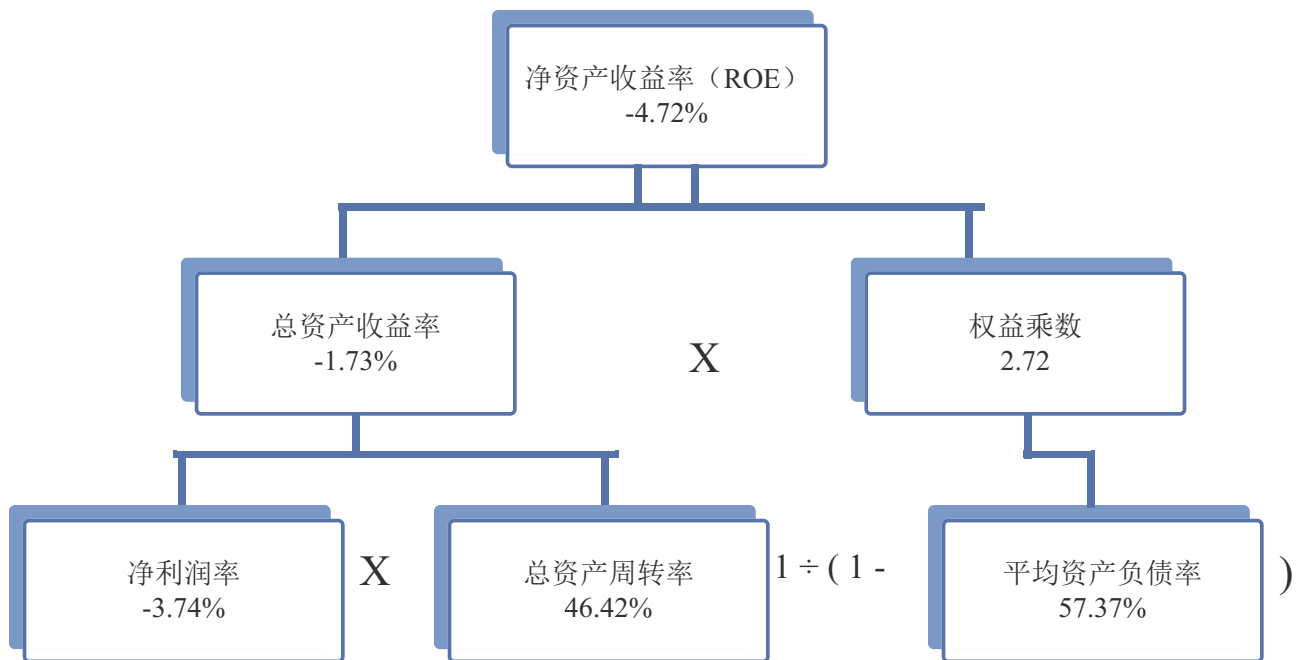 净资产收益率（ROE）
-4.72%
总资产收益率
-1.73%
X
权益乘数
2.72
净利润率
-3.74%
X
总资产周转率
46.42%
1 ÷ ( 1 -
平均资产负债率
57.37%
)